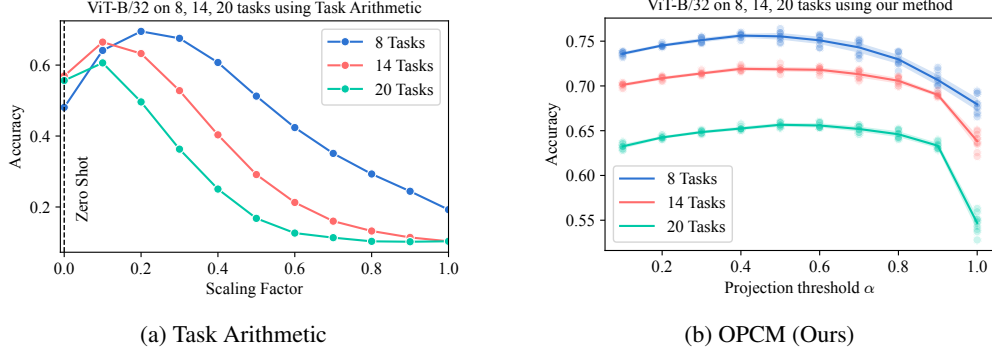 ViT-B/32 on 8, 14, 20 tasks using Task Arithmetic
Accuracy
0.6
0.4
0.2
Zero Shot
8 Tasks
14 Tasks
20 Tasks
0.0 0.2 0.4 0.6 0.8 1.0
Scaling Factor
(a) Task Arithmetic
ViT-B/32 on 8, 14, 20 tasks using our method
Accuracy
0.75
0.70
0.65
0.60
0.55
8 Tasks
14 Tasks
20 Tasks
0.2 0.4 0.6 0.8 1.0
Projection threshold α
(b) OPCM (Ours)